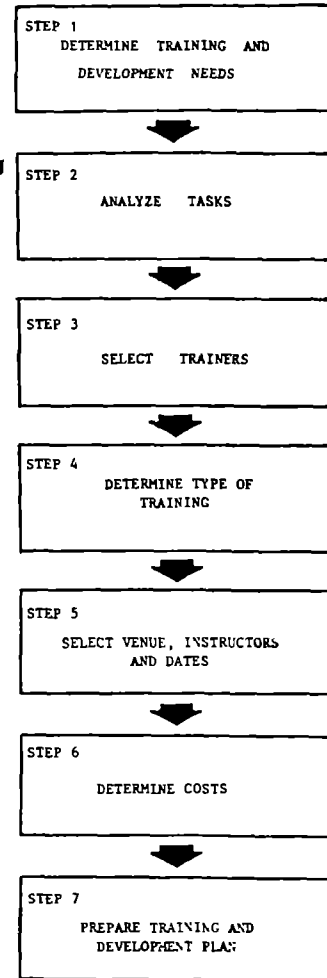 STEP 1
DETERMINE TRAINING AND
DEVELOPMENT NEEDS
STEP 2
ANALYZE TASKS
STEP 3
SELECT TRAINERS
STEP 4
DETERMINE TYPE OF
TRAINING
STEP 5
SELECT VENUE, INSTRUCTORS
AND DATES
STEP 6
DETERMINE COSTS
STEP 7
PREPARE TRAINING AND
DEVELOPMENT PLAN